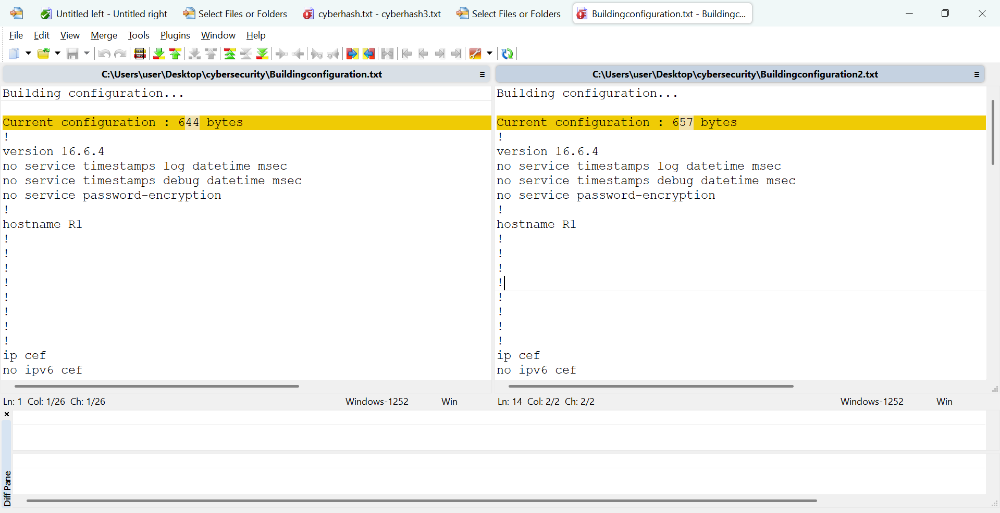 Untitled left - Untitled right
Select Files or Folders
cyberhash.txt - cyberhash3.txt
Select Files or Folders
Buildingconfiguration.txt - Buildingc...
File Edit View Merge Tools Plugins Window Help
C:\Users\user\Desktop\cybersecurity\Buildingconfiguration.txt
Building configuration...
Current configuration : 644 bytes
!
version 16.6.4
no service timestamps log datetime msec
no service timestamps debug datetime msec
no service password-encryption
!
hostname R1
!
!
!
!
!
!
!
!
ip cef
no ipv6 cef
Ln: 1 Col: 1/26 Ch: 1/26 Windows-1252 Win
C:\Users\user\Desktop\cybersecurity\Buildingconfiguration2.txt
Building configuration...
Current configuration : 657 bytes
!
version 16.6.4
no service timestamps log datetime msec
no service timestamps debug datetime msec
no service password-encryption
!
hostname R1
!
!
!
!
!
!
!
!
ip cef
no ipv6 cef
Ln: 14 Col: 2/2 Ch: 2/2 Windows-1252 Win
Diff Pane